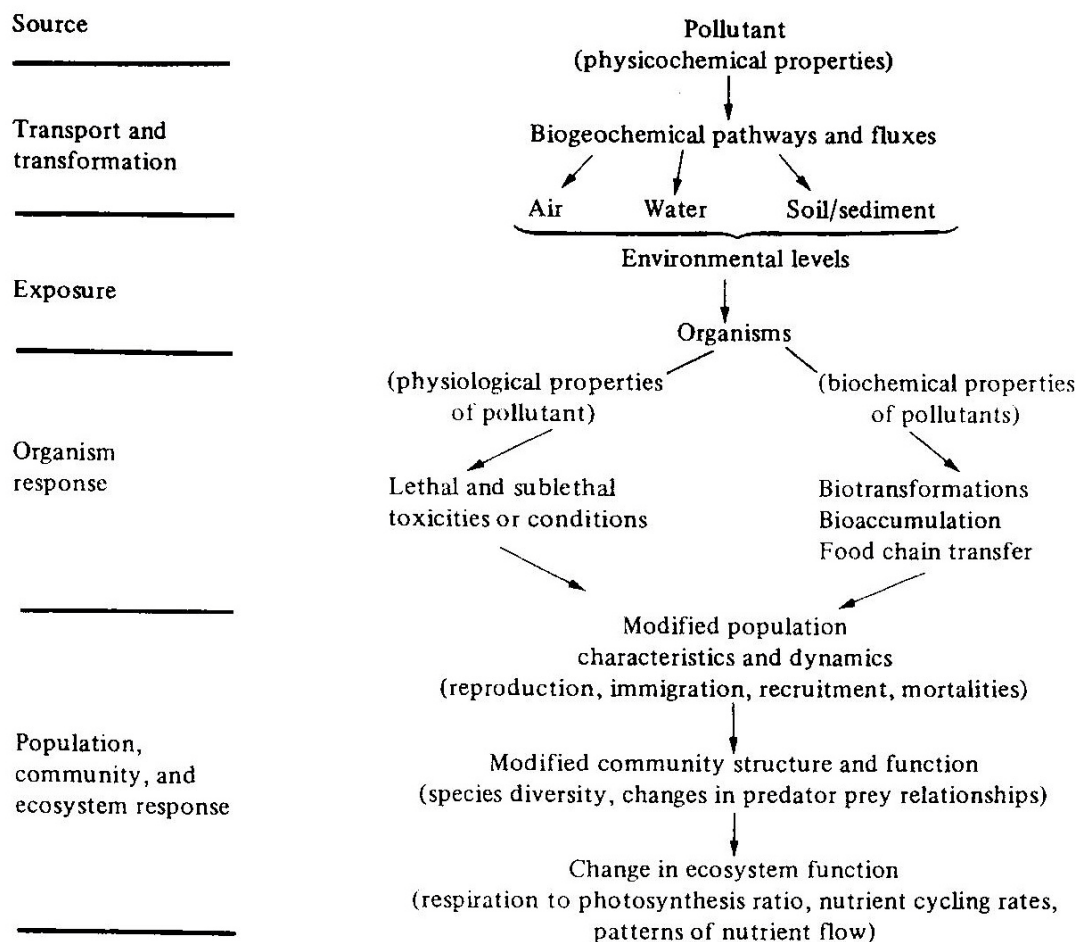 Source
Pollutant
(physicochemical properties)
Transport and
transformation
Biogeochemical pathways and fluxes
Air
Water
Soil/sediment
Environmental levels
Exposure
Organisms
(physiological properties
of pollutant)
(biochemical properties
of pollutants)
Organism
response
Lethal and sublethal
toxicities or conditions
Biotransformations
Bioaccumulation
Food chain transfer
Modified population
characteristics and dynamics
(reproduction, immigration, recruitment, mortalities)
Population,
community, and
ecosystem response
Modified community structure and function
(species diversity, changes in predator prey relationships)
Change in ecosystem function
(respiration to photosynthesis ratio, nutrient cycling rates,
patterns of nutrient flow)